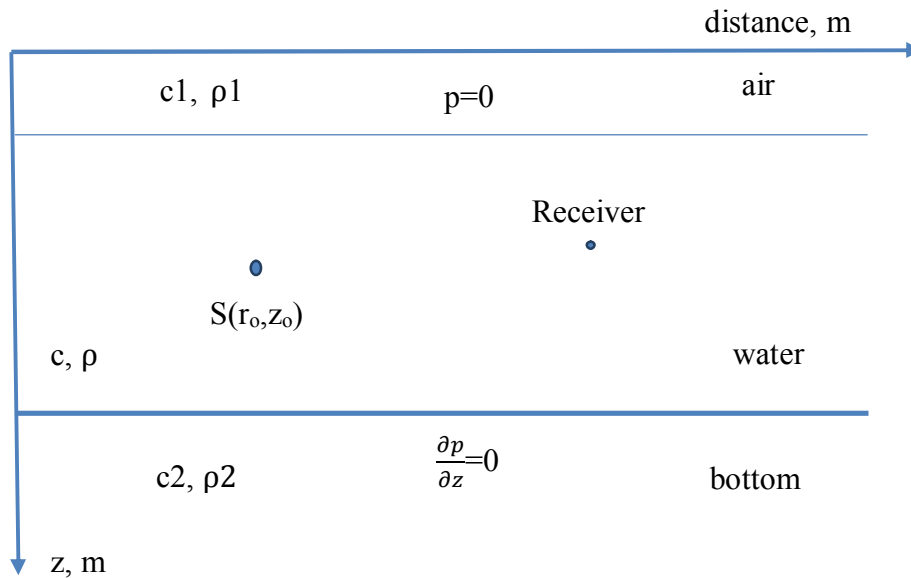 distance, m
c1, ρ1 p=0 air
Receiver
S(rₒ,zₒ)
c, ρ water
c2, ρ2 ∂p/∂z=0 bottom
z, m